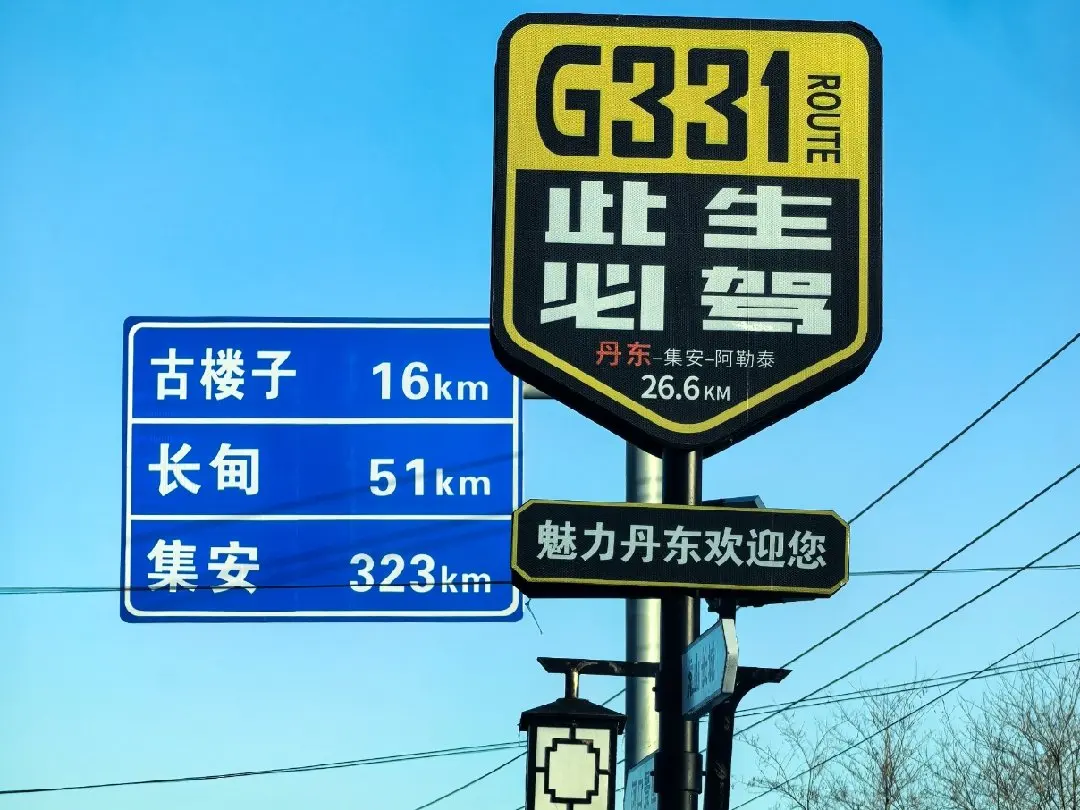 G331
ROUTE
此生
必驾
丹东-集安-阿勒泰
26.6KM
古楼子 16km
长甸 51km
集安 323km
魅力丹东欢迎您